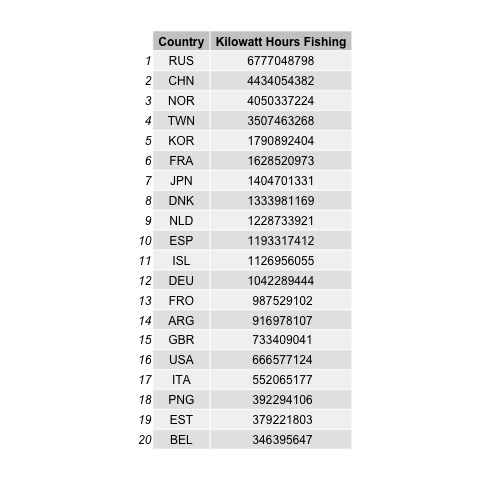 Country Kilowatt Hours Fishing
1 RUS 6777048798
2 CHN 4434054382
3 NOR 4050337224
4 TWN 3507463268
5 KOR 1790892404
6 FRA 1628520973
7 JPN 1404701331
8 DNK 1333981169
9 NLD 1228733921
10 ESP 1193317412
11 ISL 1126956055
12 DEU 1042289444
13 FRO 987529102
14 ARG 916978107
15 GBR 733409041
16 USA 666577124
17 ITA 552065177
18 PNG 392294106
19 EST 379221803
20 BEL 346395647